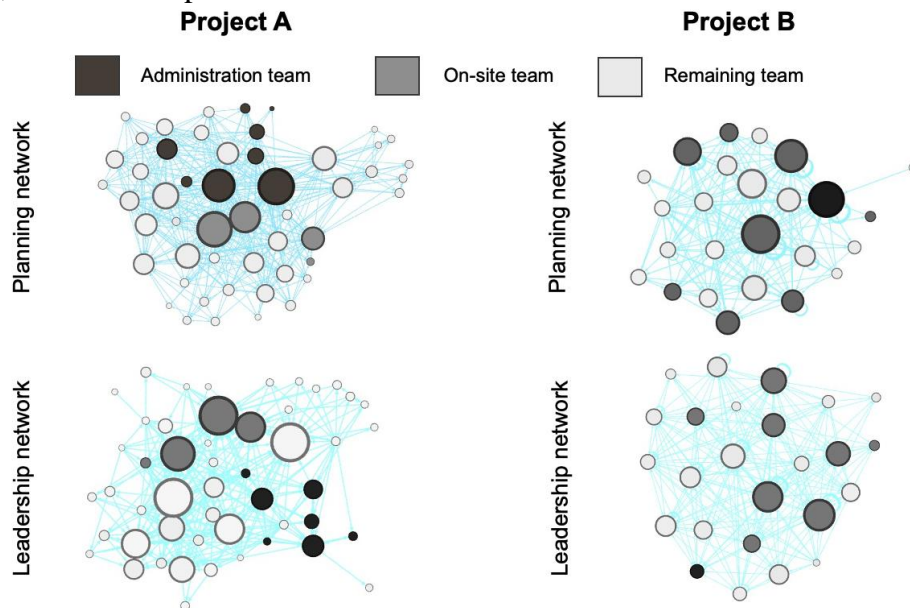 Project A
Project B
Administration team
On-site team
Remaining team
Planning network
Planning network
Leadership network
Leadership network